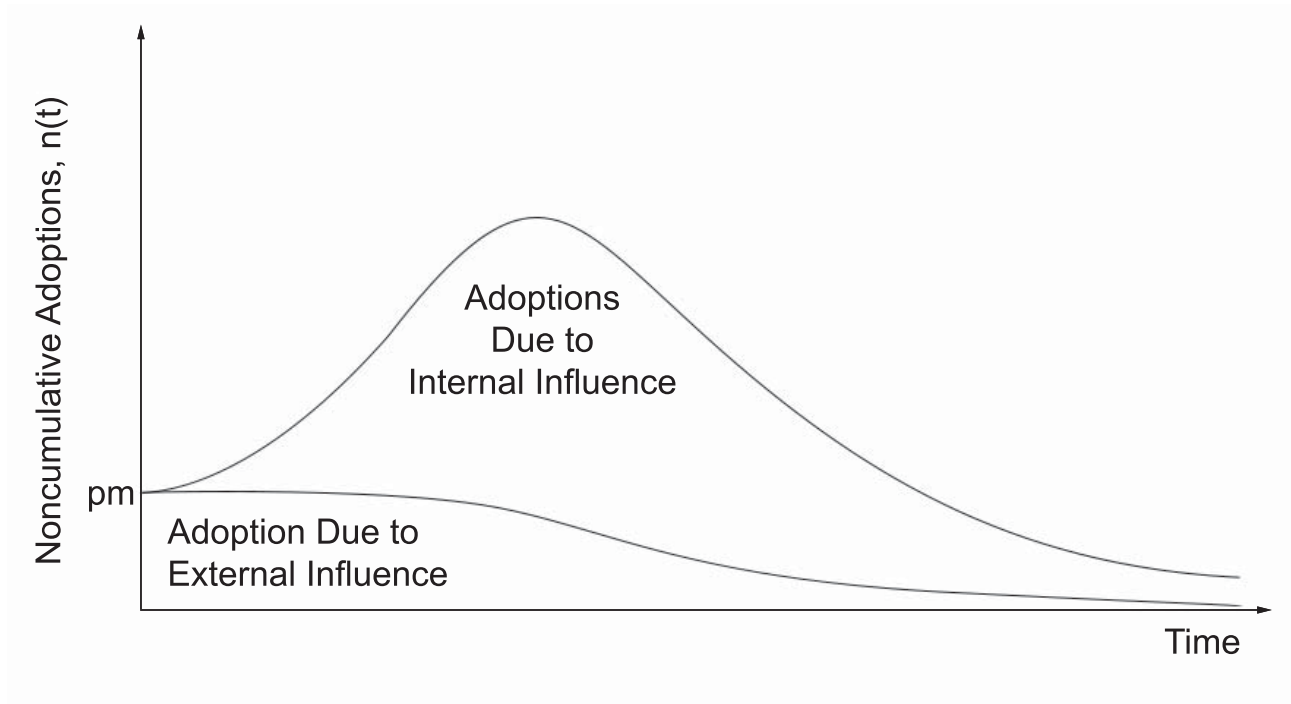 Noncumulative Adoptions, n(t)
Adoptions
Due to
Internal Influence
pm
Adoption Due to
External Influence
Time